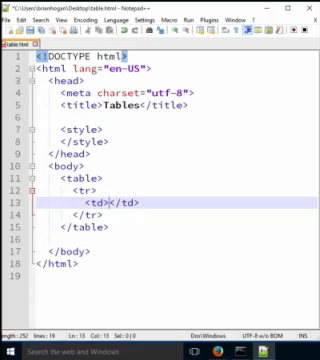 *C:\Users\brianhogan\Desktop\table.html - Notepad++
File Edit Search View Encoding Language Settings Macro Run Plugins Window ?
table.html
1 <!DOCTYPE html>
2 <html lang="en-US">
3 <head>
4 <meta charset="utf-8">
5 <title>Tables</title>
6
7 <style>
8 </style>
9 </head>
10 <body>
11 <table>
12 <tr>
13 <td></td>
14 </tr>
15 </table>
16
17 </body>
18 </html>
19
length : 252 lines : 19 Ln : 13 Col : 13 Sel : 0 | 0 Dos\Windows UTF-8 w/o BOM INS
Search the web and Windows